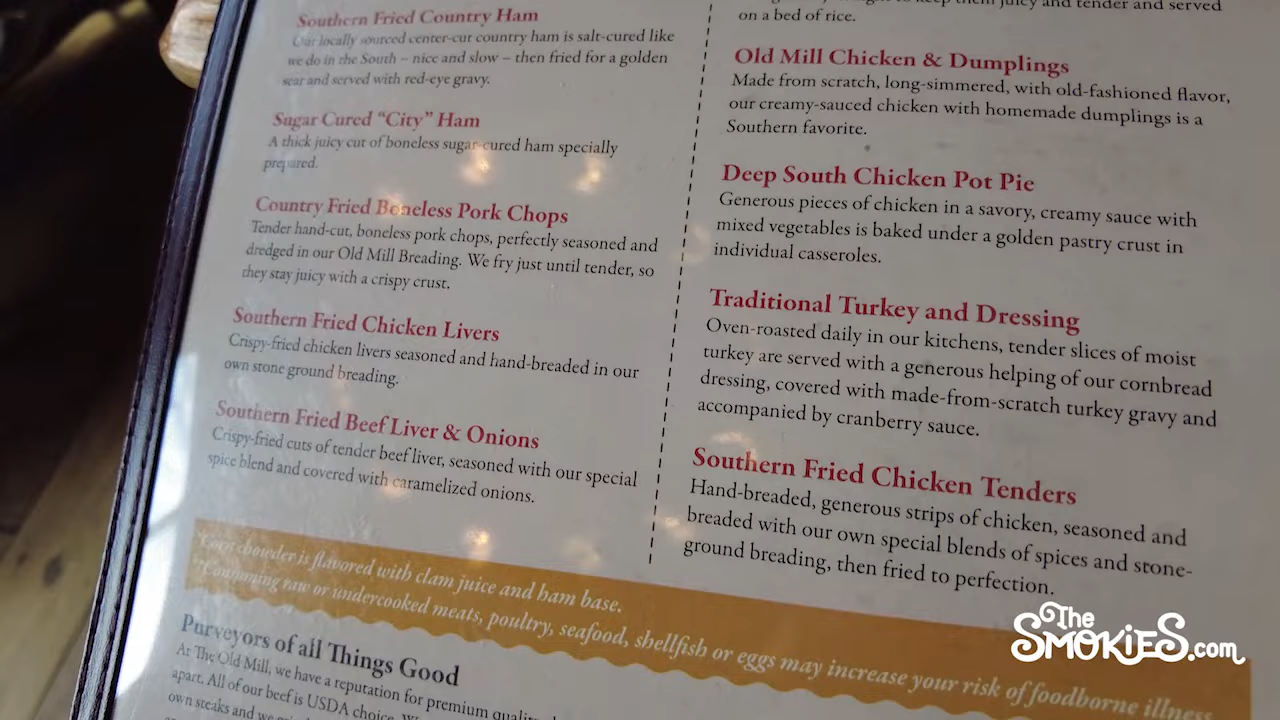 Southern Fried Country Ham
Our locally sourced center-cut country ham is salt-cured like
we do in the South – nice and slow – then fried for a golden
sear and served with red-eye gravy.
Sugar Cured “City” Ham
A thick juicy cut of boneless sugar-cured ham specially
prepared.
Country Fried Boneless Pork Chops
Tender hand-cut, boneless pork chops, perfectly seasoned and
dredged in our Old Mill Breading. We fry just until tender, so
they stay juicy with a crispy crust.
Southern Fried Chicken Livers
Crispy-fried chicken livers seasoned and hand-breaded in our
own stone ground breading.
Southern Fried Beef Liver & Onions
Crispy-fried cuts of tender beef liver, seasoned with our special
spice blend and covered with caramelized onions.
to keep them juicy and tender and served
on a bed of rice.
Old Mill Chicken & Dumplings
Made from scratch, long-simmered, with old-fashioned flavor,
our creamy-sauced chicken with homemade dumplings is a
Southern favorite.
Deep South Chicken Pot Pie
Generous pieces of chicken in a savory, creamy sauce with
mixed vegetables is baked under a golden pastry crust in
individual casseroles.
Traditional Turkey and Dressing
Oven-roasted daily in our kitchens, tender slices of moist
turkey are served with a generous helping of our cornbread
dressing, covered with made-from-scratch turkey gravy and
accompanied by cranberry sauce.
Southern Fried Chicken Tenders
Hand-breaded, generous strips of chicken, seasoned and
breaded with our own special blends of spices and stone-
ground breading, then fried to perfection.
*Corn chowder is flavored with clam juice and ham base.
**Consuming raw or undercooked meats, poultry, seafood, shellfish or eggs may increase your risk of foodborne illness.
Purveyors of all Things Good
At The Old Mill, we have a reputation for premium
apart. All of our beef is USDA choice.
own steaks and we
The
SMOKIES.com